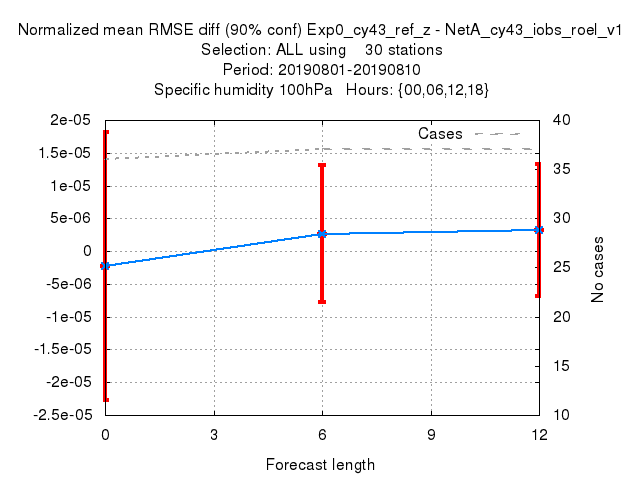 Normalized mean RMSE diff (90% conf) Exp0_cy43_ref_z - NetA_cy43_iobs_roel_v1
Selection: ALL using    30 stations
Period: 20190801-20190810
Specific humidity 100hPa   Hours: {00,06,12,18}
2e-05
1.5e-05
1e-05
5e-06
0
-5e-06
-1e-05
-1.5e-05
-2e-05
-2.5e-05
Cases
40
35
30
25
20
15
10
No cases
0 3 6 9 12
Forecast length